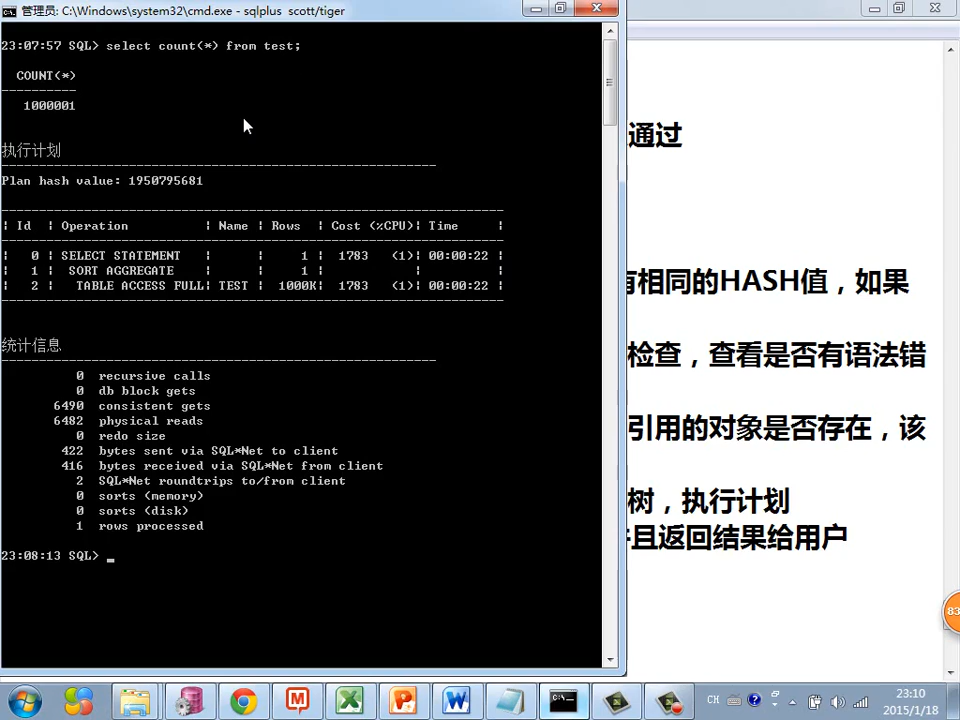 管理员: C:\Windows\system32\cmd.exe - sqlplus  scott/tiger
23:07:57 SQL> select count(*) from test;
COUNT(*)
----------
1000001
执行计划
----------------------------------------------------------
Plan hash value: 1950795681
-------------------------------------------------------------------
| Id  | Operation          | Name | Rows  | Cost (%CPU)| Time     |
-------------------------------------------------------------------
|   0 | SELECT STATEMENT   |      |     1 |  1783   (1)| 00:00:22 |
|   1 |  SORT AGGREGATE    |      |     1 |            |          |
|   2 |   TABLE ACCESS FULL| TEST |  1000K|  1783   (1)| 00:00:22 |
-------------------------------------------------------------------
统计信息
----------------------------------------------------------
0  recursive calls
0  db block gets
6490  consistent gets
6482  physical reads
0  redo size
422  bytes sent via SQL*Net to client
416  bytes received via SQL*Net from client
2  SQL*Net roundtrips to/from client
0  sorts (memory)
0  sorts (disk)
1  rows processed
23:08:13 SQL> _
通过
有相同的HASH值，如果
检查，查看是否有语法错
引用的对象是否存在，该
树，执行计划
并且返回结果给用户
83
CH
23:10
2015/1/18